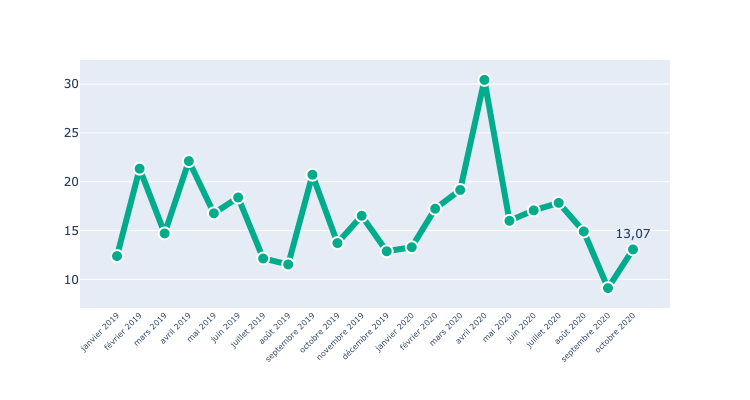 30
25
20
15
10
13,07
janvier 2019
février 2019
mars 2019
avril 2019
mai 2019
juin 2019
juillet 2019
août 2019
septembre 2019
octobre 2019
novembre 2019
décembre 2019
janvier 2020
février 2020
mars 2020
avril 2020
mai 2020
juin 2020
juillet 2020
août 2020
septembre 2020
octobre 2020